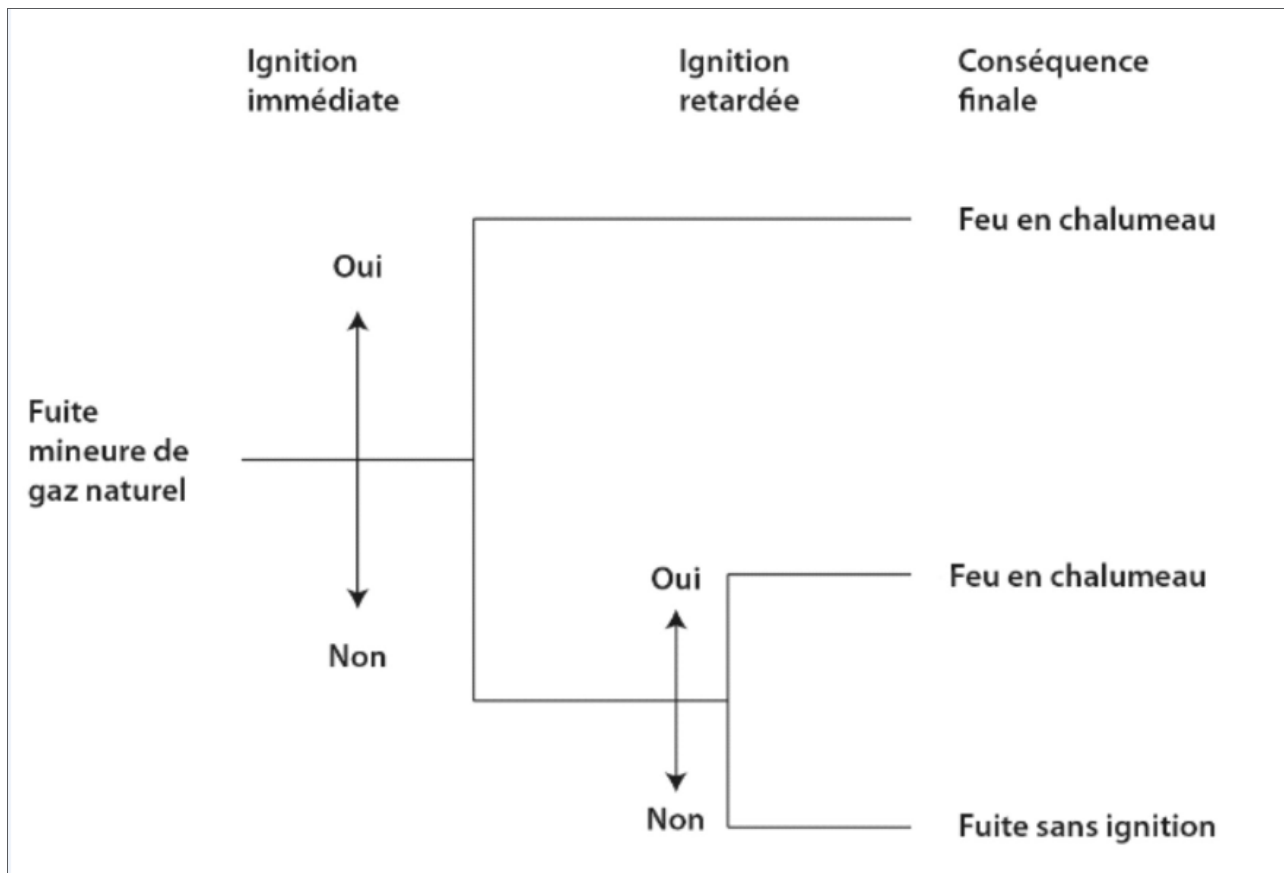 Ignition
immédiate
Ignition
retardée
Conséquence
finale
Feu en chalumeau
Oui
Fuite
mineure de
gaz naturel
Oui
Feu en chalumeau
Non
Non
Fuite sans ignition